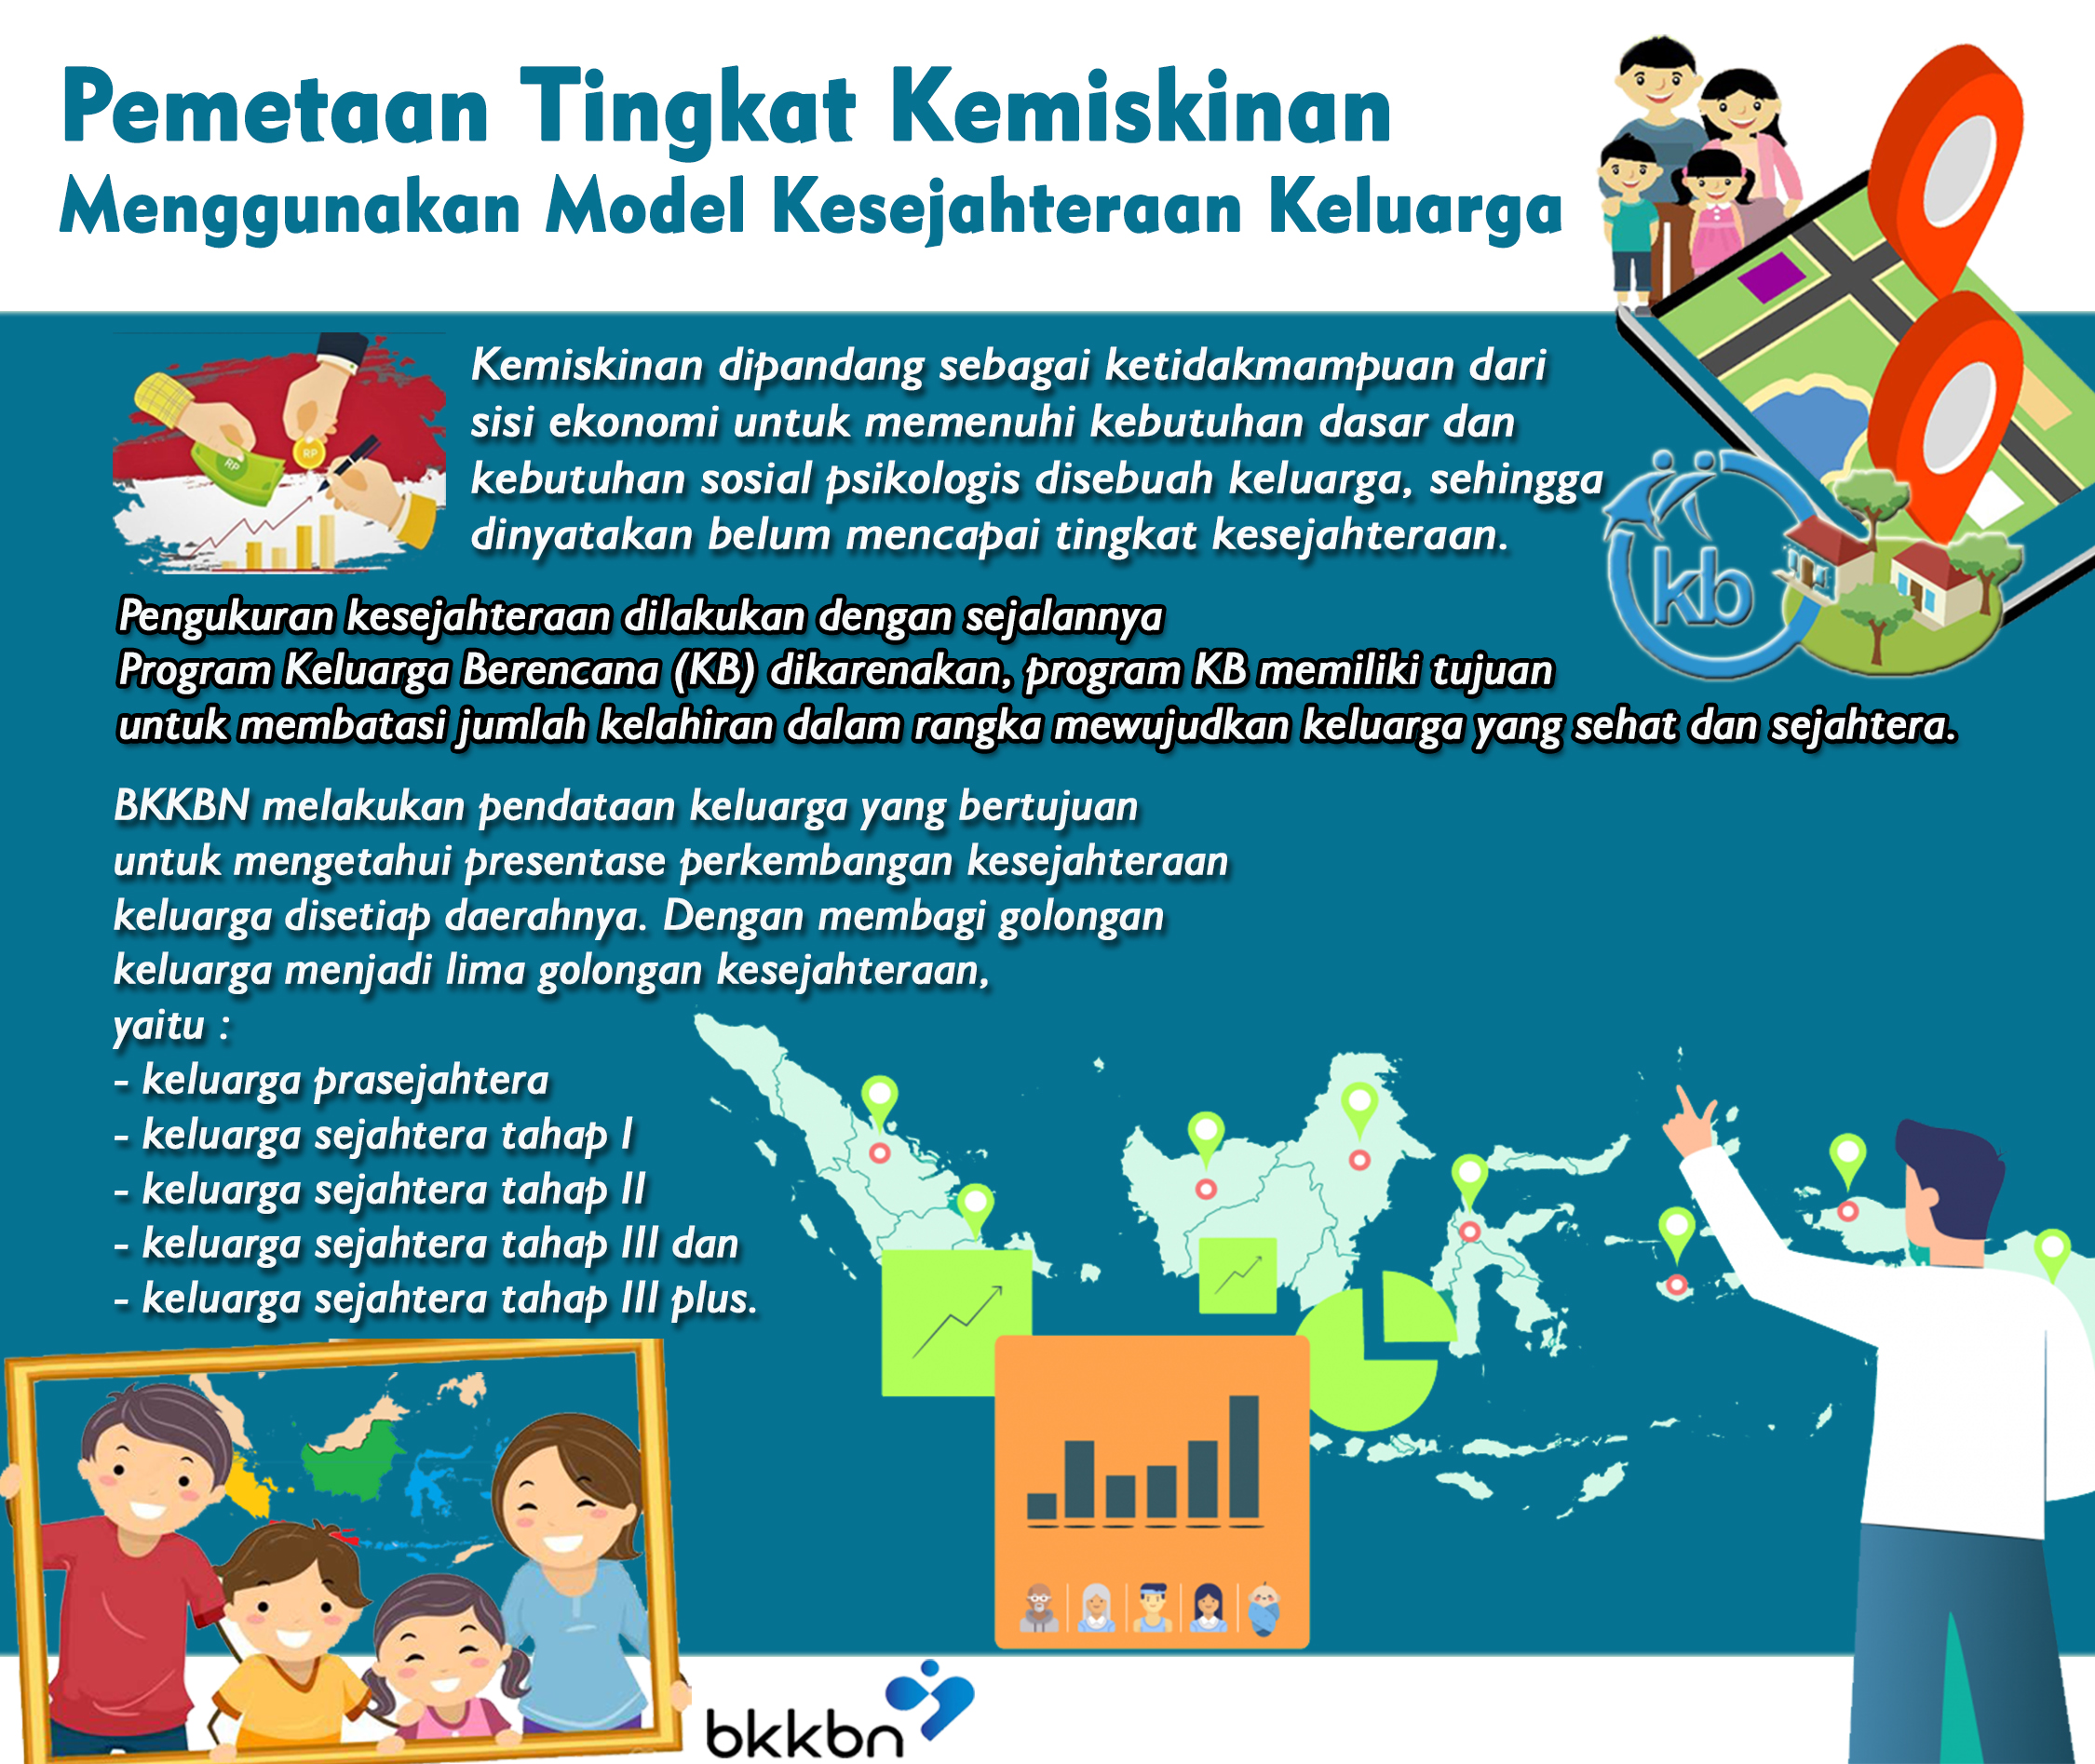 Pemetaan Tingkat Kemiskinan
Menggunakan Model Kesejahteraan Keluarga
RP
RP
Kemiskinan dipandang sebagai ketidakmampuan dari
sisi ekonomi untuk memenuhi kebutuhan dasar dan
kebutuhan sosial psikologis disebuah keluarga, sehingga
dinyatakan belum mencapai tingkat kesejahteraan.
kb
Pengukuran kesejahteraan dilakukan dengan sejalannya
Program Keluarga Berencana (KB) dikarenakan, program KB memiliki tujuan
untuk membatasi jumlah kelahiran dalam rangka mewujudkan keluarga yang sehat dan sejahtera.
BKKBN melakukan pendataan keluarga yang bertujuan
untuk mengetahui presentase perkembangan kesejahteraan
keluarga disetiap daerahnya. Dengan membagi golongan
keluarga menjadi lima golongan kesejahteraan,
yaitu :
- keluarga prasejahtera
- keluarga sejahtera tahap I
- keluarga sejahtera tahap II
- keluarga sejahtera tahap III dan
- keluarga sejahtera tahap III plus.
bkkbn